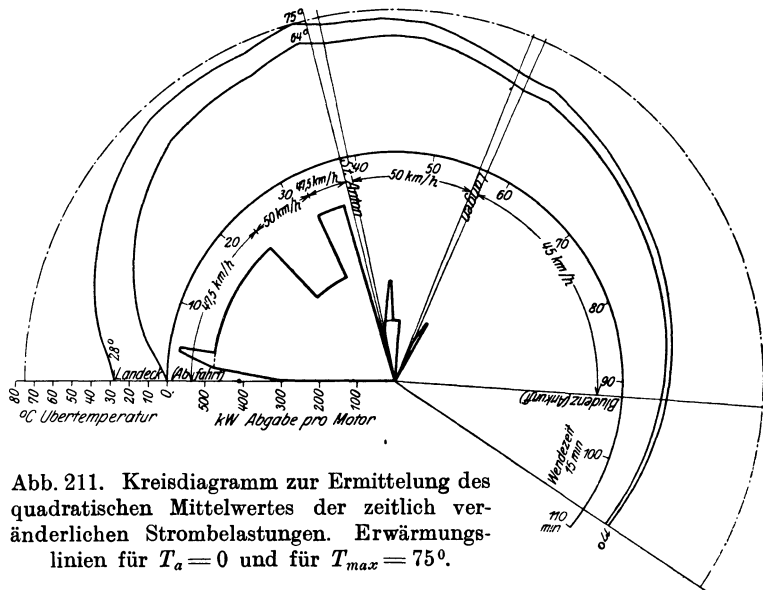 75°
64°
St. Anton
Langen
40
50
30
60
47,5 km/h
50 km/h
50 km/h
20
70
45 km/h
47,5 km/h
10
80
28°
Landeck (Abfahrt)
90
Bludenz (Ankunft)
80 70 60 50 40 30 20 10 0
500 400 300 200 100
°C Übertemperatur
kW Abgabe pro Motor
100
Wendezeit
15 min
110
min
Abb. 211. Kreisdiagramm zur Ermittelung des
quadratischen Mittelwertes der zeitlich ver-
änderlichen Strombelastungen. Erwärmungs-
linien für T_a = 0 und für T_max = 75°.